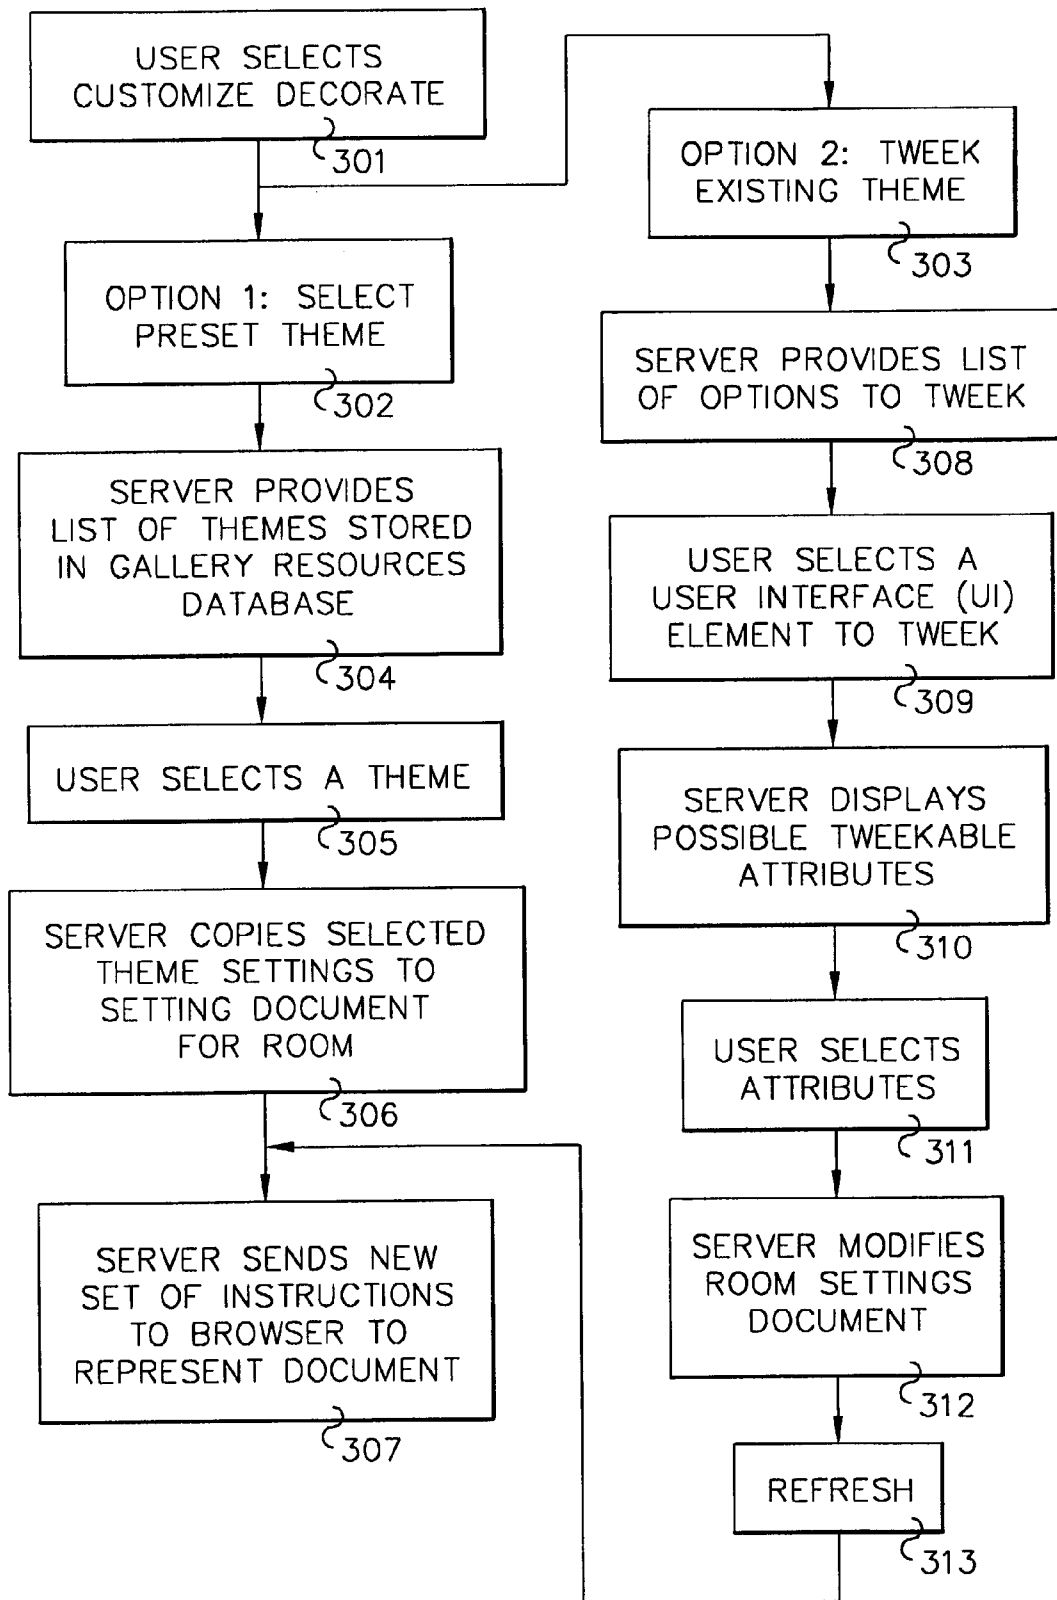 USER SELECTS
CUSTOMIZE DECORATE
301
OPTION 1: SELECT
PRESET THEME
302
SERVER PROVIDES
LIST OF THEMES STORED
IN GALLERY RESOURCES
DATABASE
304
USER SELECTS A THEME
305
SERVER COPIES SELECTED
THEME SETTINGS TO
SETTING DOCUMENT
FOR ROOM
306
SERVER SENDS NEW
SET OF INSTRUCTIONS
TO BROWSER TO
REPRESENT DOCUMENT
307
OPTION 2: TWEEK
EXISTING THEME
303
SERVER PROVIDES LIST
OF OPTIONS TO TWEEK
308
USER SELECTS A
USER INTERFACE (UI)
ELEMENT TO TWEEK
309
SERVER DISPLAYS
POSSIBLE TWEEKABLE
ATTRIBUTES
310
USER SELECTS
ATTRIBUTES
311
SERVER MODIFIES
ROOM SETTINGS
DOCUMENT
312
REFRESH
313